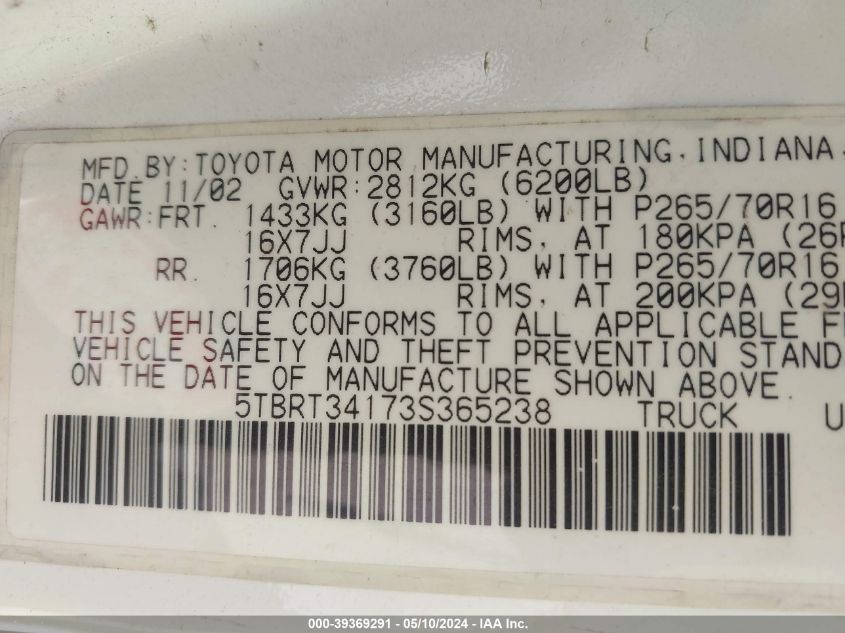 MFD.BY:TOYOTA MOTOR MANUFACTURING.INDIANA.
DATE 11/02 GVWR:2812KG (6200LB)
GAWR:FRT. 1433KG (3160LB) WITH P265/70R16
16X7JJ RIMS, AT 180KPA (26
RR. 1706KG (3760LB) WITH P265/70R16
16X7JJ RIMS, AT 200KPA (29
THIS VEHICLE CONFORMS TO ALL APPLICABLE
VEHICLE SAFETY AND THEFT PREVENTION STAND
ON THE DATE OF MANUFACTURE SHOWN ABOVE.
5TBRT34173S365238 TRUCK
000-39369291 - 05/10/2024 - IAA Inc.